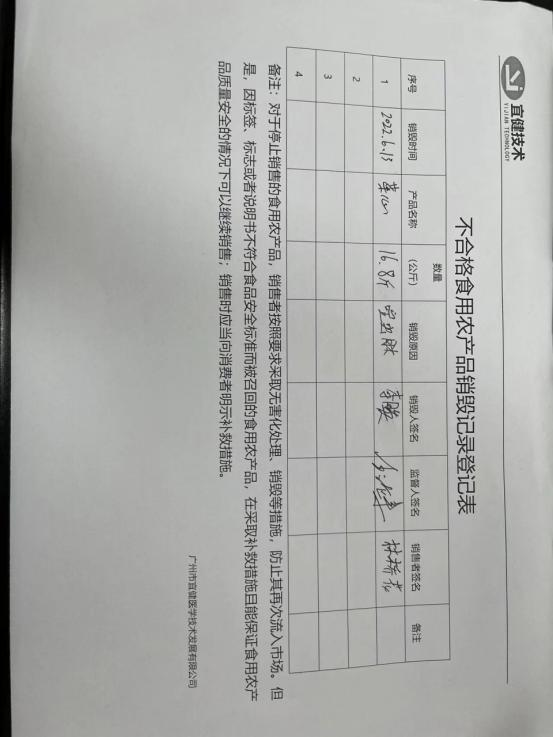 宜健技术
YIJIAN TECHNOLOGY
不合格食用农产品销毁记录登记表
序号 销毁时间 产品名称 数量（公斤） 销毁原因 销毁人签名 监督人签名 销售者签名 备注
1 2022.6.13 菜心 16.8斤
2
3
4
备注：对于停止销售的食用农产品，销售者按照要求采取无害化处理、销毁等措施，防止其再次流入市场。但
是，因标签、标志或者说明书不符合食品安全标准而被召回的食用农产品，在采取补救措施且能保证食用农产
品质量安全的情况下可以继续销售；销售时应当向消费者明示补救措施。
广州市宜健医学技术发展有限公司